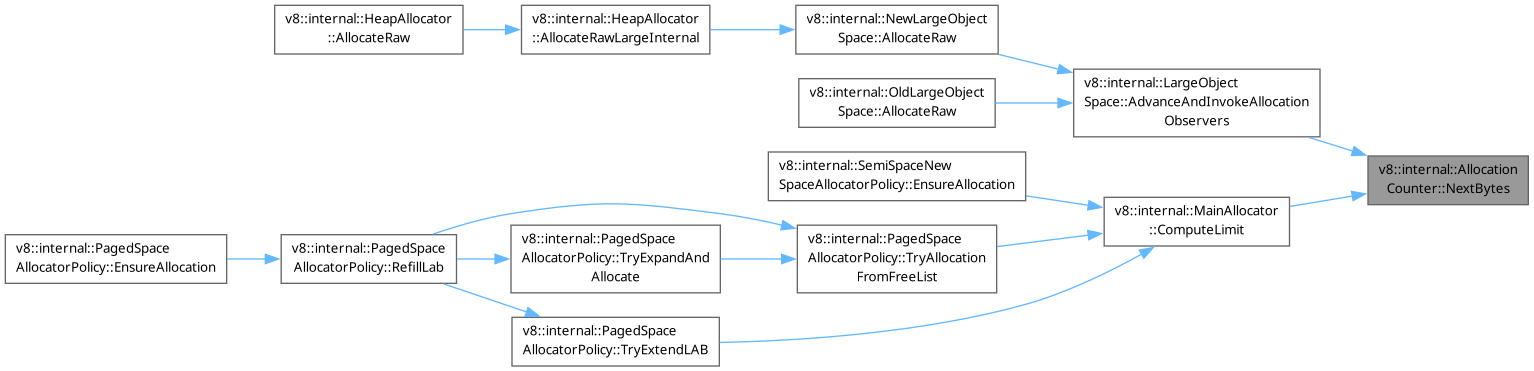 v8::internal::HeapAllocator
::AllocateRaw
v8::internal::HeapAllocator
::AllocateRawLargeInternal
v8::internal::NewLargeObject
Space::AllocateRaw
v8::internal::OldLargeObject
Space::AllocateRaw
v8::internal::LargeObject
Space::AdvanceAndInvokeAllocation
Observers
v8::internal::Allocation
Counter::NextBytes
v8::internal::SemiSpaceNew
SpaceAllocatorPolicy::EnsureAllocation
v8::internal::MainAllocator
::ComputeLimit
v8::internal::PagedSpace
AllocatorPolicy::EnsureAllocation
v8::internal::PagedSpace
AllocatorPolicy::RefillLab
v8::internal::PagedSpace
AllocatorPolicy::TryExpandAnd
Allocate
v8::internal::PagedSpace
AllocatorPolicy::TryAllocation
FromFreeList
v8::internal::PagedSpace
AllocatorPolicy::TryExtendLAB